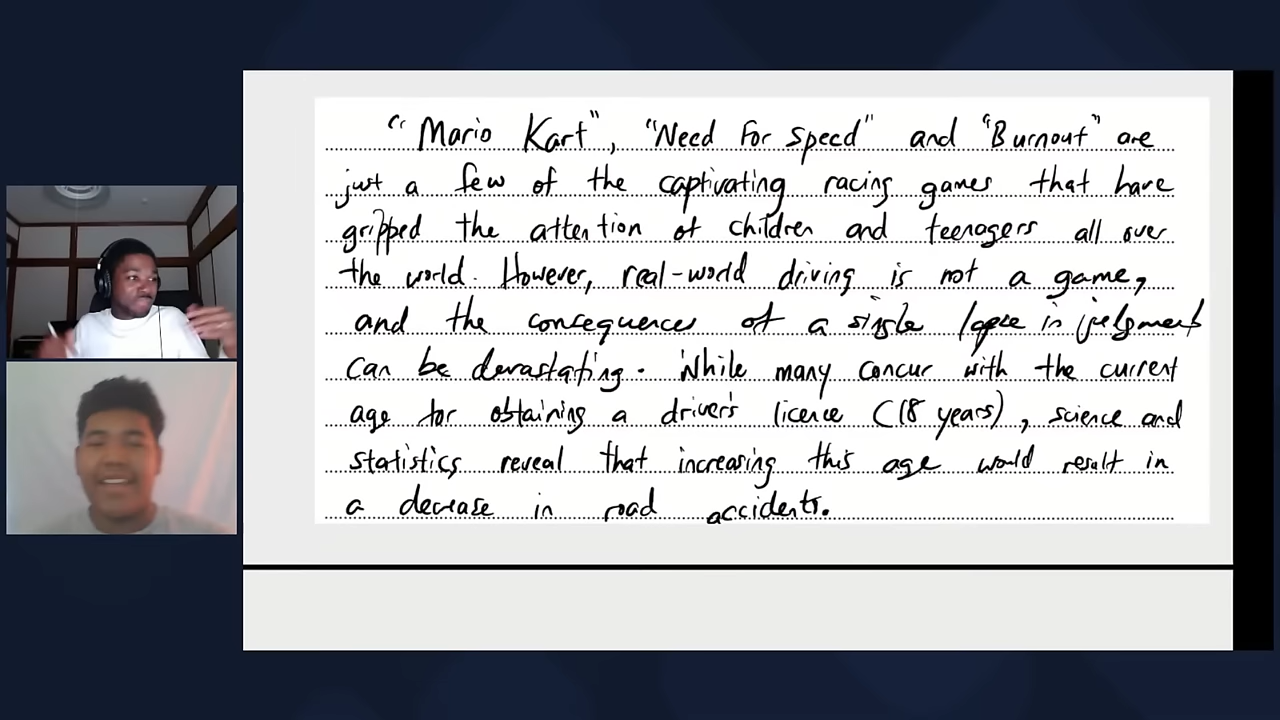 "Mario Kart", "Need For Speed" and "Burnout" are
just a few of the captivating racing games that have
gripped the attention of children and teenagers all over
the world. However, real-world driving is not a game,
and the consequences of a single lapse in judgment
can be devastating. While many concur with the current
age for obtaining a driver's licence (18 years), science and
statistics reveal that increasing this age would result in
a decrease in road accidents.